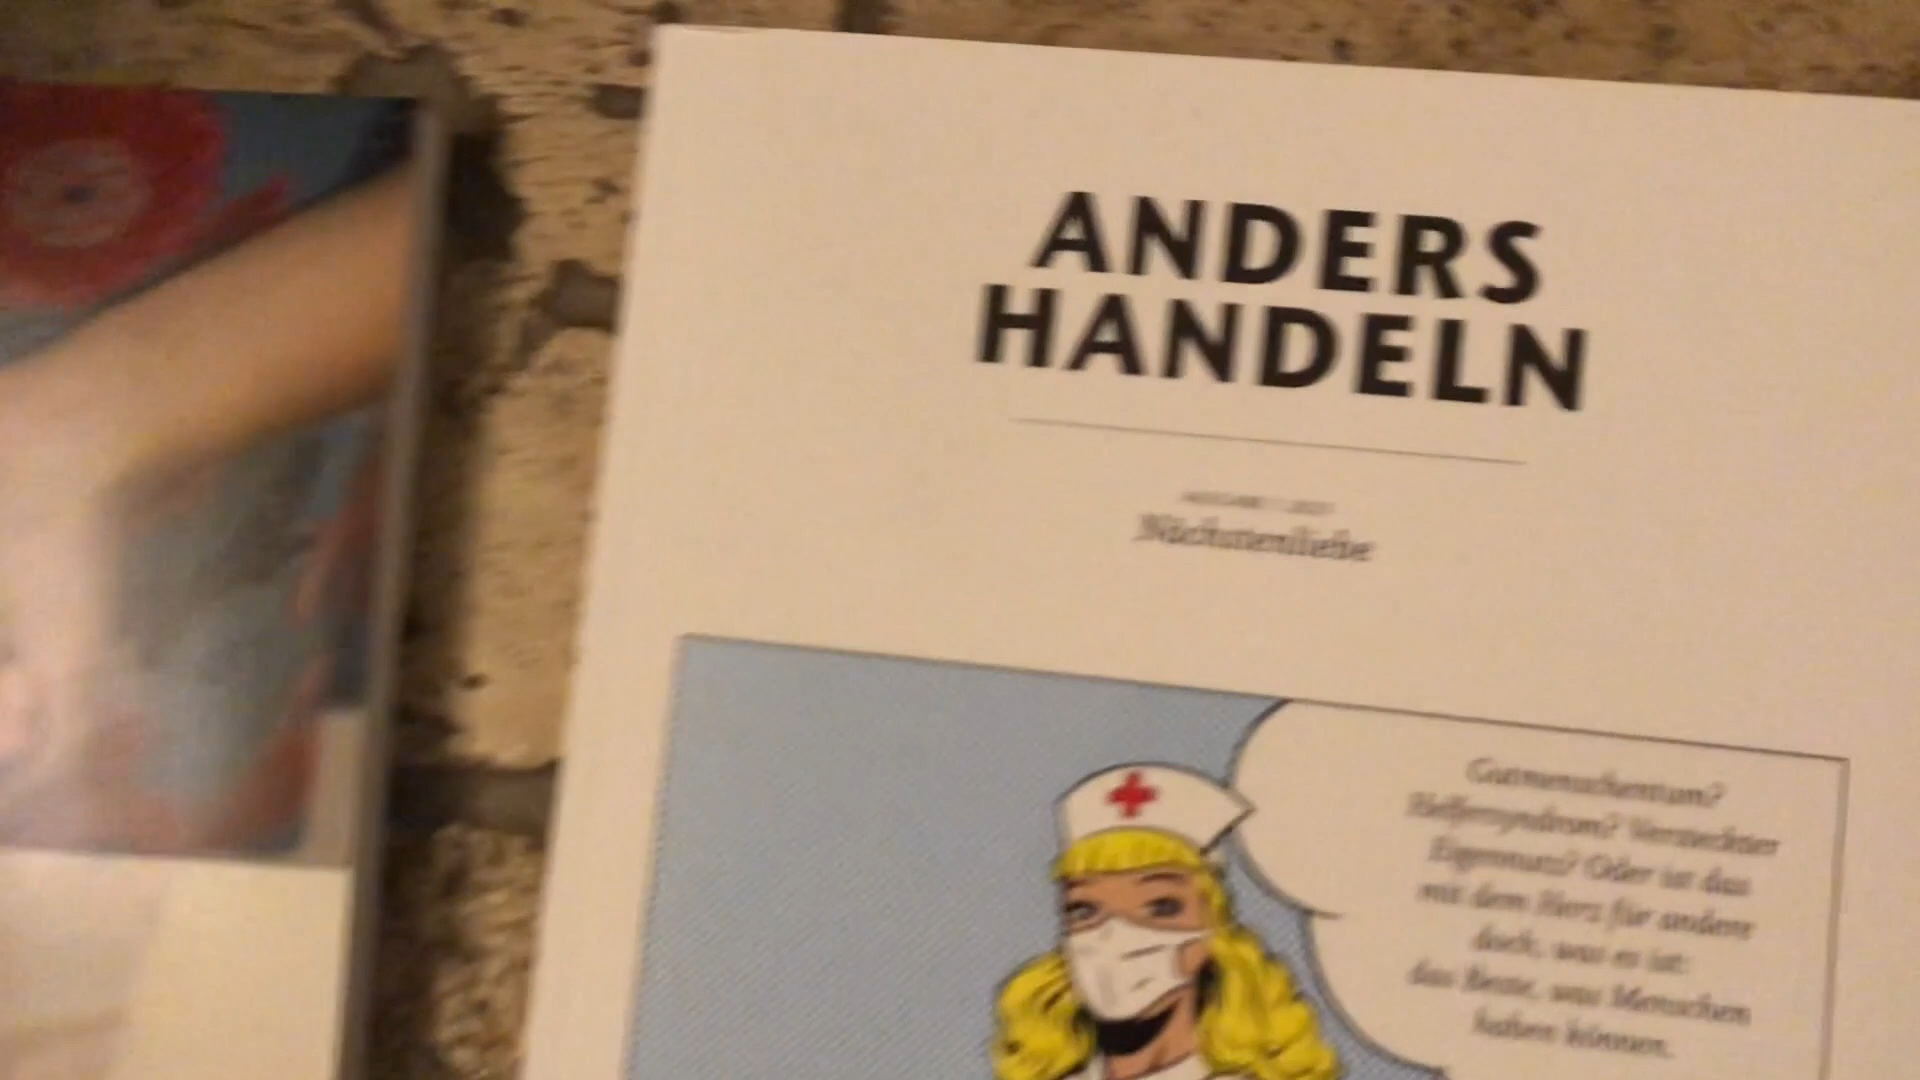 ANDERS
HANDELN
Nächstenliebe
Gutmenschentum?
Helfersyndrom? Versteckter
Eigennutz? Oder ist das
mit dem Herz für andere
doch, was es ist:
das Beste, was Menschen
haben können.